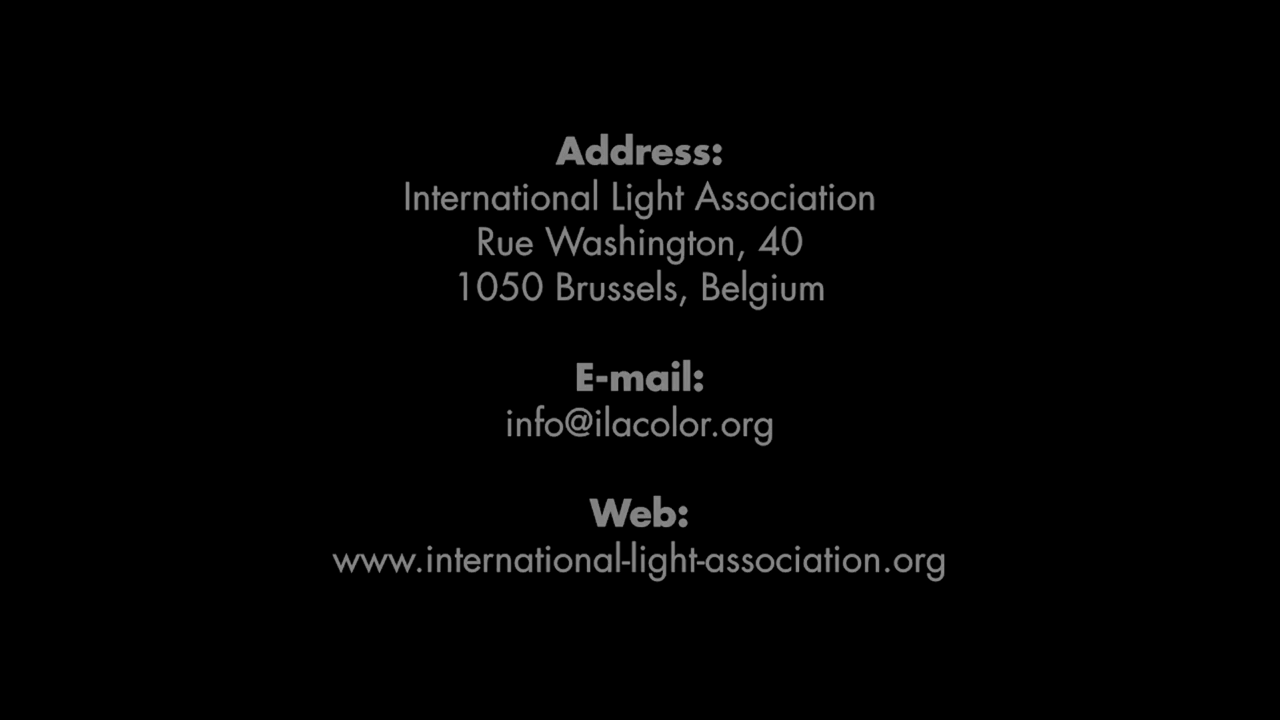 Address:
International Light Association
Rue Washington, 40
1050 Brussels, Belgium
E-mail:
info@ilacolor.org
Web:
www.international-light-association.org